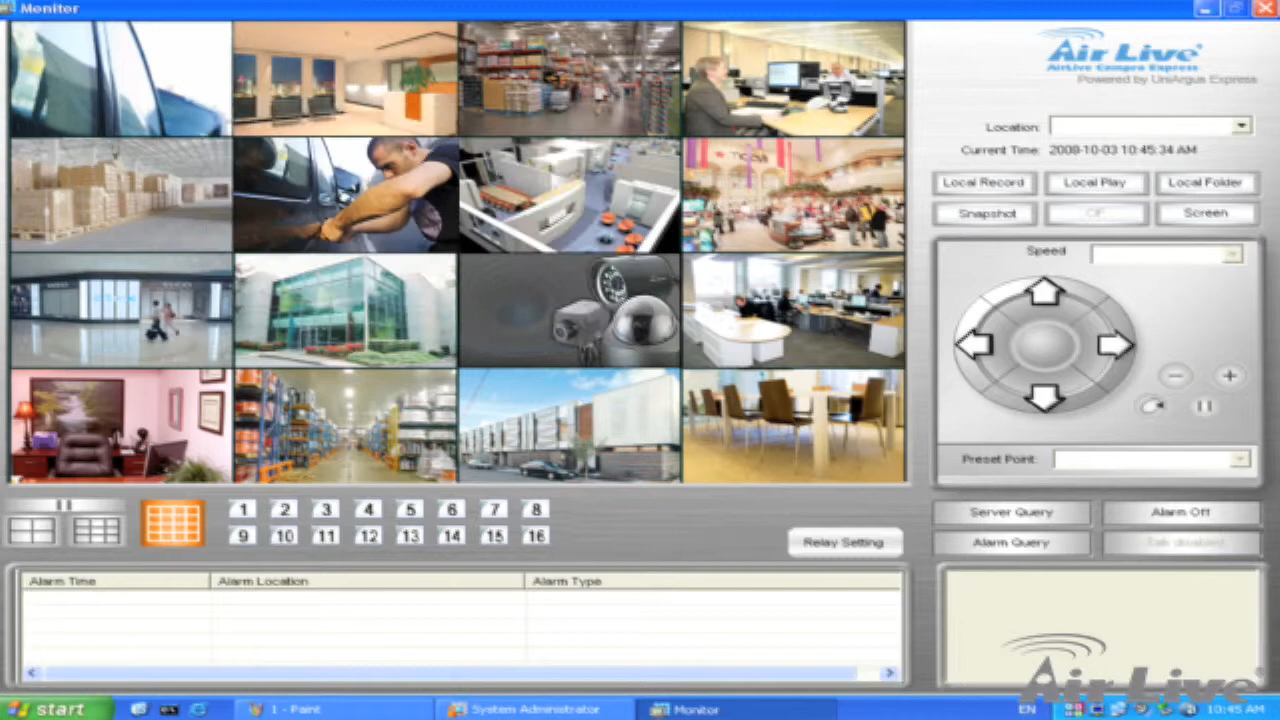 Monitor
Air Live
AirLive Campro Express
Powered by UniArgus Express
Location:
Current Time: 2008-10-03 10:45:34 AM
Local Record Local Play Local Folder
Snapshot Screen
Speed
Preset Point:
1 2 3 4 5 6 7 8
9 10 11 12 13 14 15 16
Server Query Alarm Off
Relay Setting
Alarm Query Talk disabled
Alarm Time Alarm Location Alarm Type
Air Live
start 1 - Paint System Administrator Monitor EN 10:45 AM